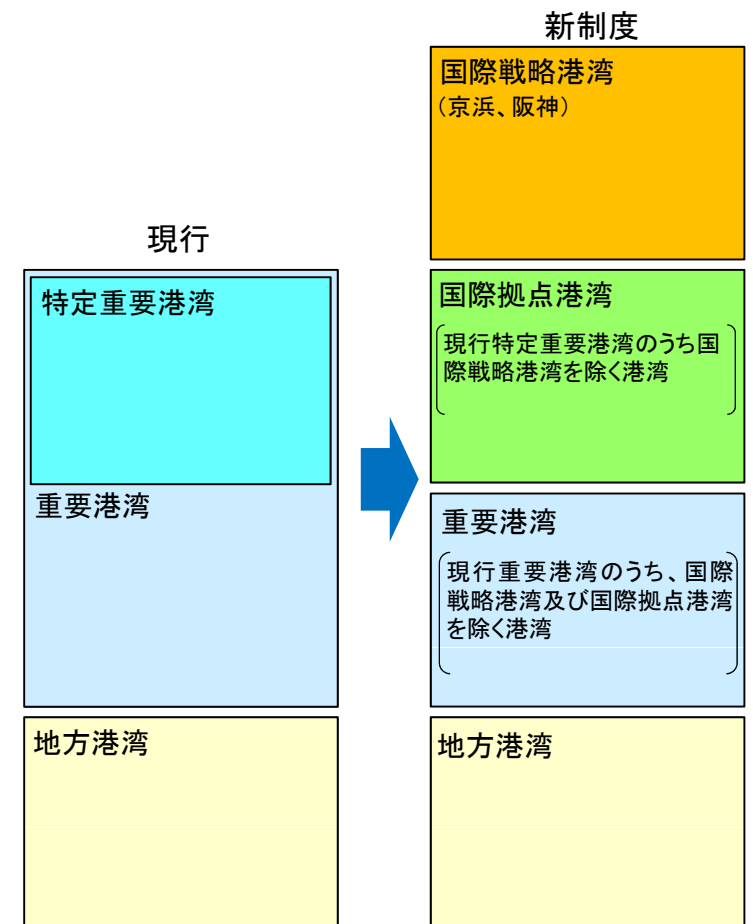 現行
特定重要港湾
重要港湾
地方港湾
新制度
国際戦略港湾
（京浜、阪神）
国際拠点港湾
現行特定重要港湾のうち国
際戦略港湾を除く港湾
重要港湾
現行重要港湾のうち、国際
戦略港湾及び国際拠点港湾
を除く港湾
地方港湾